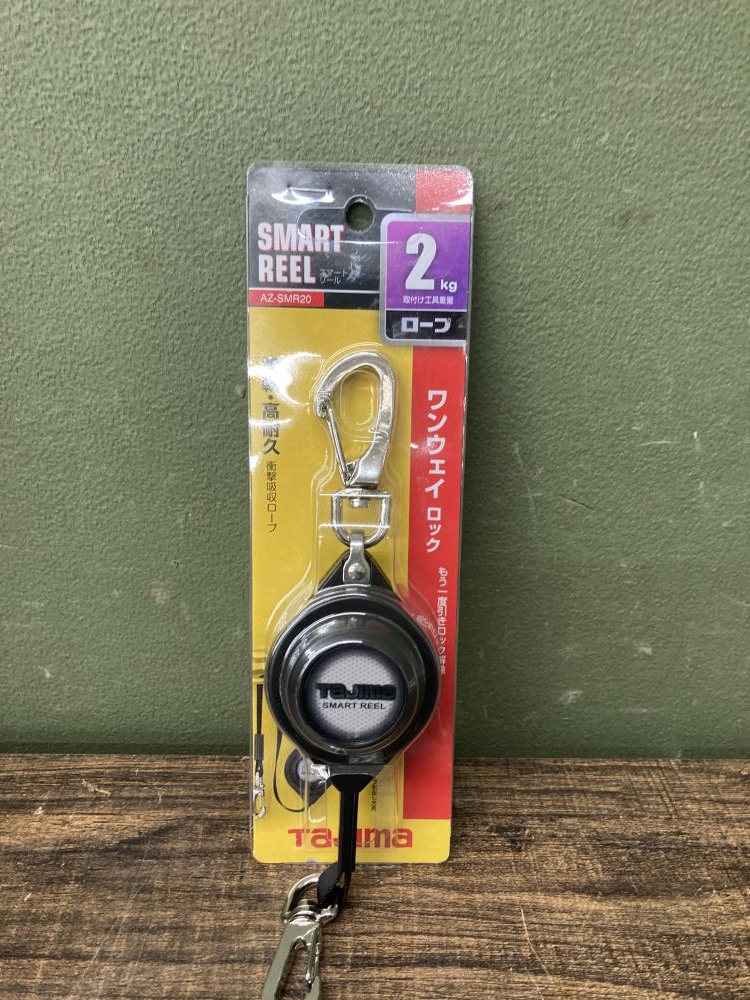 SMART
REEL
スマート
リール
AZ-SMR20
2kg
取付け工具重量
ロープ
・高耐久
衝撃吸収ロープ
ワンウェイロック
もう一度引きロック解除
TaJIma
SMART REEL
TaJIma